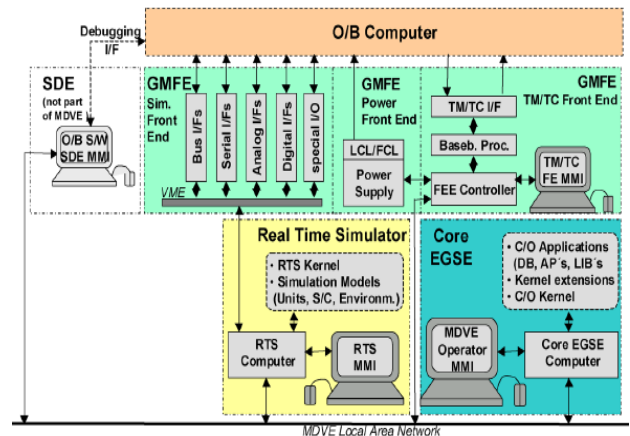 O/B Computer
Debugging
I/F
SDE
(not part
of MDVE)
O/B S/W
SDE MMI
GMFE
Sim.
Front
End
Bus I/Fs
Serial I/Fs
Analog I/Fs
Digital I/Fs
special I/O
VME
GMFE
Power
Front End
LCL/FCL
Power
Supply
GMFE
TM/TC Front End
TM/TC I/F
Baseb. Proc.
FEE Controller
TM/TC
FE MMI
Real Time Simulator
• RTS Kernel
• Simulation Models
(Units, S/C, Environm.)
RTS
Computer
RTS
MMI
Core
EGSE
• C/O Applications
(DB, AP´s, LIB´s)
• Kernel extensions
• C/O Kernel
MDVE
Operator
MMI
Core EGSE
Computer
MDVE Local Area Network